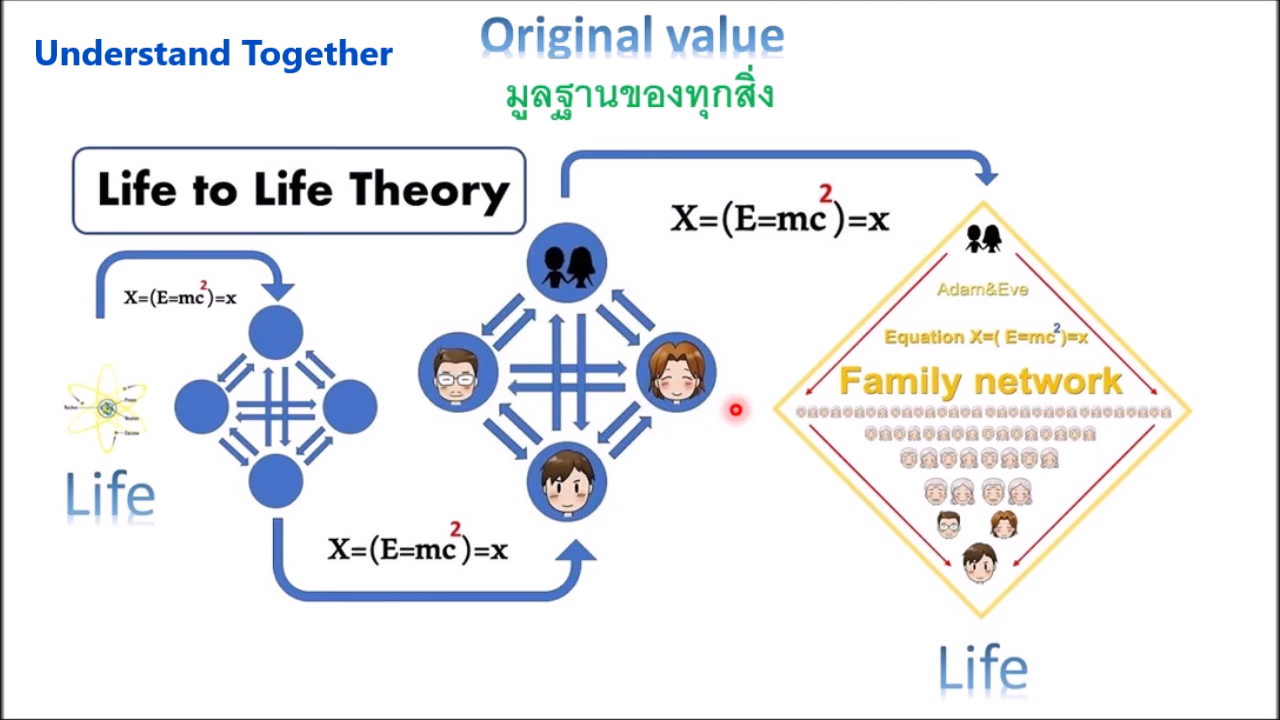 Understand Together
Original value
มูลฐานของทุกสิ่ง
Life to Life Theory
X=(E=mc²)=x
X=(E=mc²)=x
Life
X=(E=mc²)=x
Adam&Eve
Equation X=( E=mc²)=x
Family network
Life